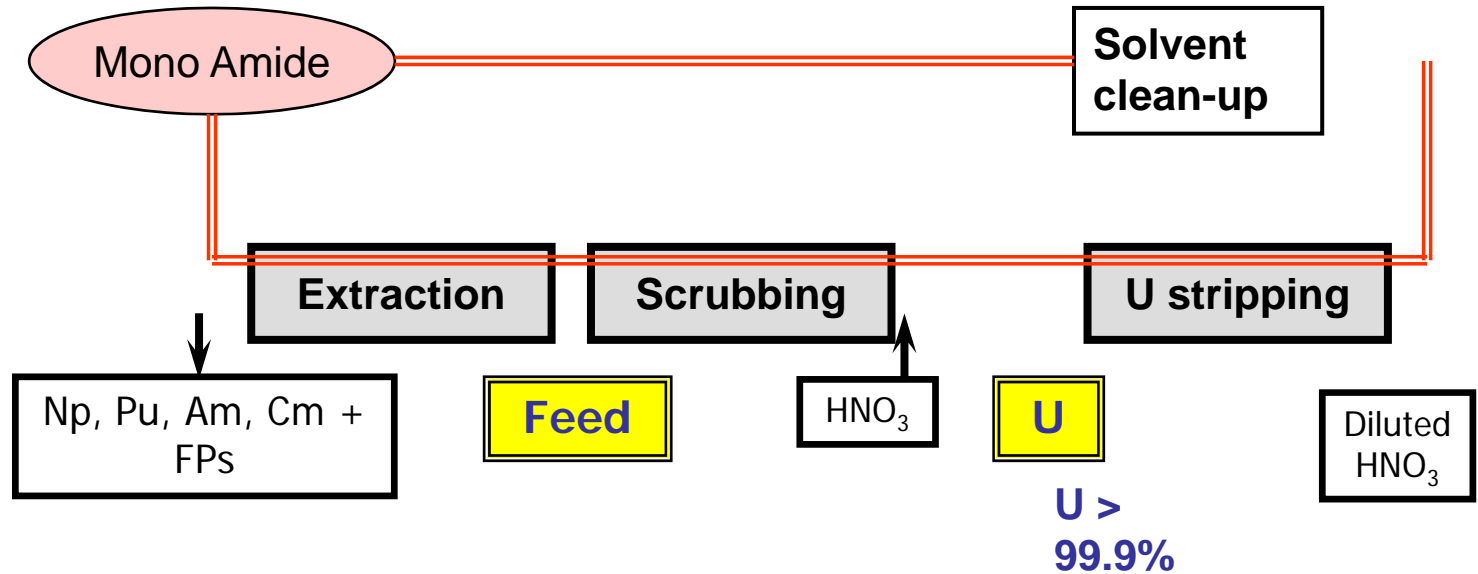 Mono Amide
Solvent
clean-up
Extraction
Scrubbing
U stripping
Np, Pu, Am, Cm +
FPs
Feed
HNO₃
U
Diluted
HNO₃
U >
99.9%